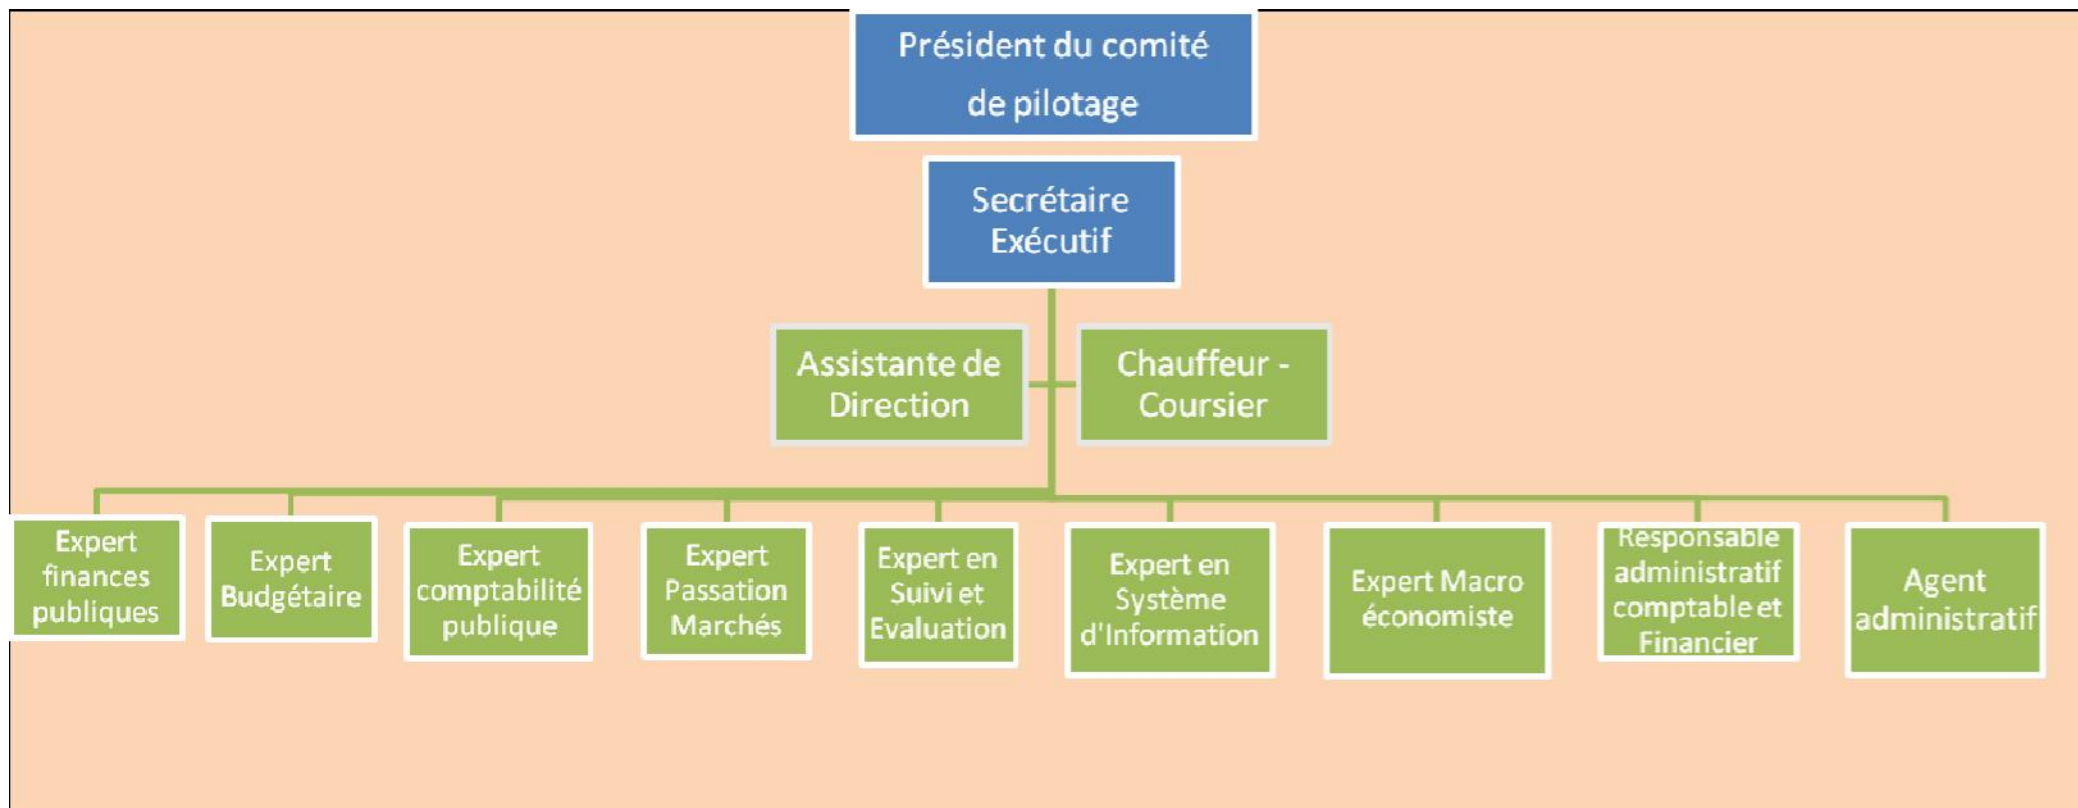 Président du comité
de pilotage
Secrétaire
Exécutif
Assistante de
Direction
Chauffeur -
Coursier
Expert
finances
publiques
Expert
Budgétaire
Expert
comptabilité
publique
Expert
Passation
Marchés
Expert en
Suivi et
Evaluation
Expert en
Système
d'Information
Expert Macro
économiste
Responsable
administratif
comptable et
Financier
Agent
administratif